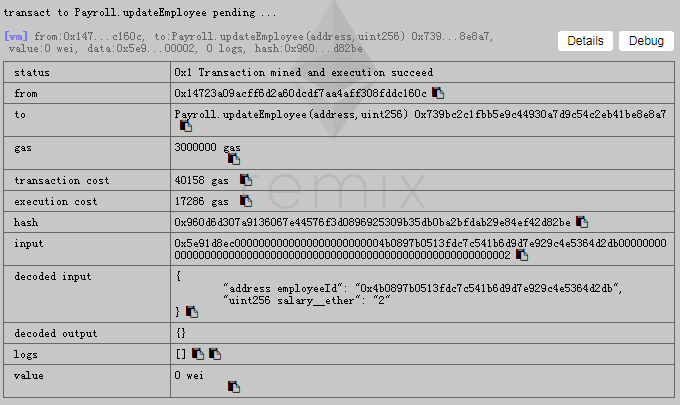 transact to Payroll.updateEmployee pending ...
[vm] from:0x147...c160c, to:Payroll.updateEmployee(address,uint256) 0x739...8e8a7,
value:0 wei, data:0x5e9...00002, 0 logs, hash:0x960...d82be
Details
Debug
status 0x1 Transaction mined and execution succeed
from 0x14723a09acff6d2a60dcdf7aa4aff308fddc160c
to Payroll.updateEmployee(address,uint256) 0x739bc2c1fbb5e9c44930a7d9c54c2eb41be8e8a7
gas 3000000 gas
transaction cost 40158 gas
execution cost 17286 gas
hash 0x960d6d307a9136067e44576f3d0896925309b35db0ba2bfdab29e84ef42d82be
input 0x5e91d8ec0000000000000000000000004b0897b0513fdc7c541b6d9d7e929c4e5364d2db00000000
00000000000000000000000000000000000000000000000000000002
decoded input {
"address employeeId": "0x4b0897b0513fdc7c541b6d9d7e929c4e5364d2db",
"uint256 salary__ether": "2"
}
decoded output {}
logs []
value 0 wei
remix